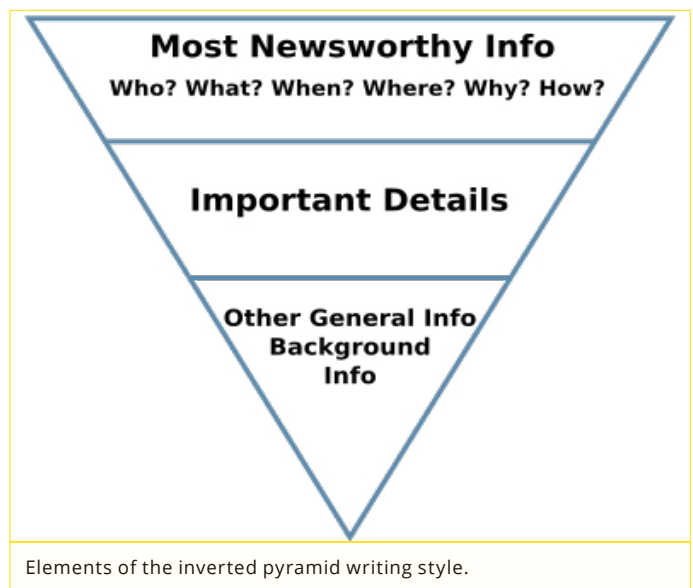 Most Newsworthy Info
Who? What? When? Where? Why? How?
Important Details
Other General Info
Background
Info
Elements of the inverted pyramid writing style.